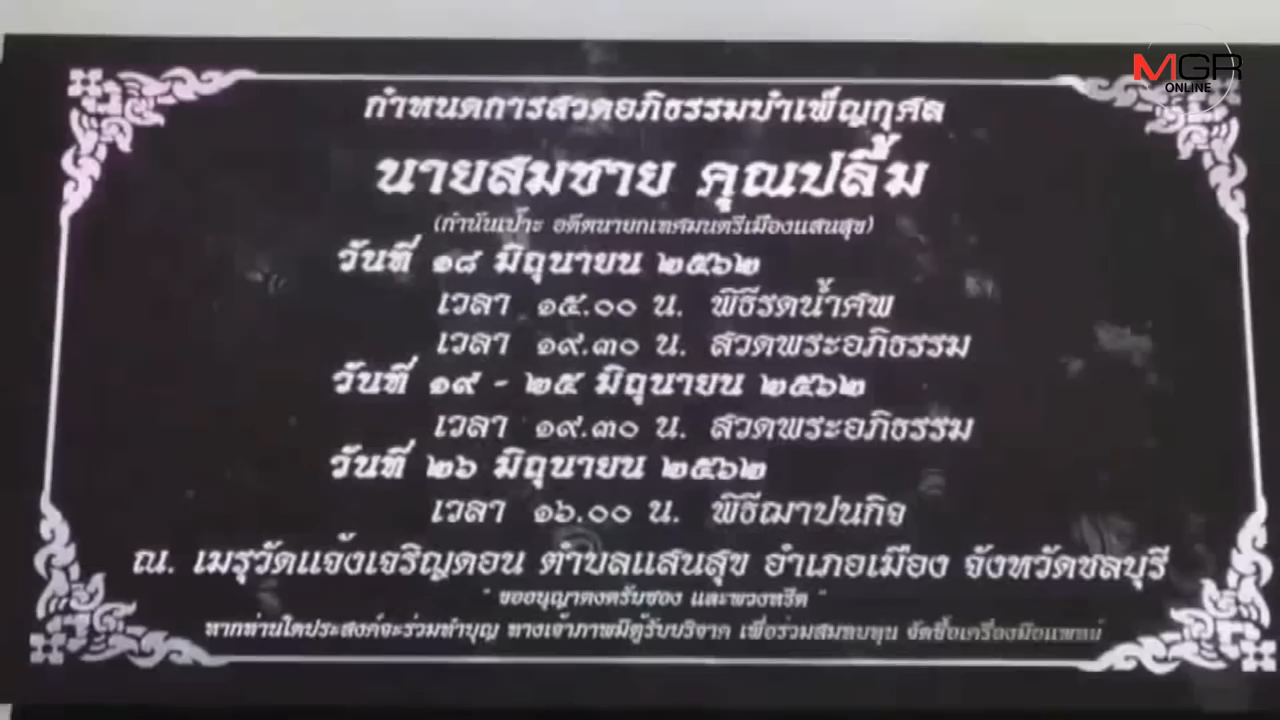 MGR
ONLINE
กำหนดการสวดอภิธรรมบำเพ็ญกุศล
นายสมชาย คุณปลื้ม
(กำนันเป๊าะ อดีตนายกเทศมนตรีเมืองแสนสุข)
วันที่ ๑๘ มิถุนายน ๒๕๖๒
เวลา ๑๕.๐๐ น. พิธีรดน้ำศพ
เวลา ๑๙.๓๐ น. สวดพระอภิธรรม
วันที่ ๑๙ - ๒๕ มิถุนายน ๒๕๖๒
เวลา ๑๙.๓๐ น. สวดพระอภิธรรม
วันที่ ๒๖ มิถุนายน ๒๕๖๒
เวลา ๑๖.๐๐ น. พิธีฌาปนกิจ
ณ. เมรุวัดแจ้งเจริญดอน ตำบลแสนสุข อำเภอเมือง จังหวัดชลบุรี
" ขออนุญาตงดรับซอง และพวงหรีด "
หากท่านใดประสงค์จะร่วมทำบุญ ทางเจ้าภาพมีตู้รับบริจาค เพื่อร่วมสมทบทุน จัดซื้อเครื่องมือแพทย์